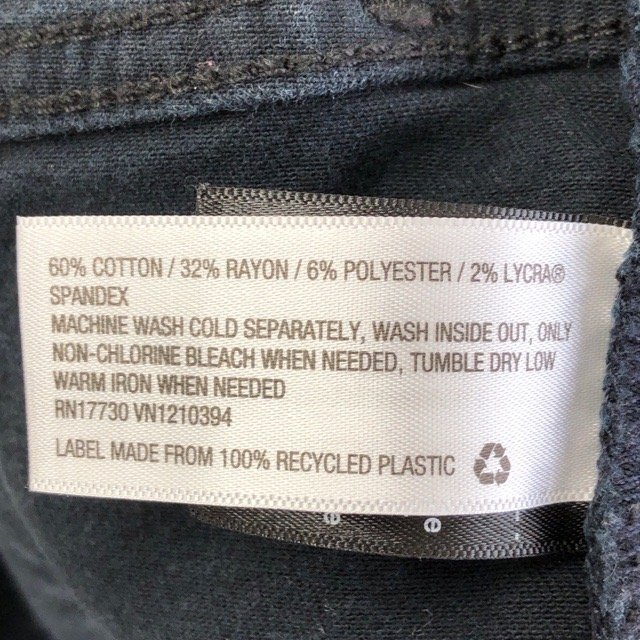 60% COTTON / 32% RAYON / 6% POLYESTER / 2% LYCRA®
SPANDEX
MACHINE WASH COLD SEPARATELY, WASH INSIDE OUT, ONLY
NON-CHLORINE BLEACH WHEN NEEDED, TUMBLE DRY LOW
WARM IRON WHEN NEEDED
RN17730 VN1210394
LABEL MADE FROM 100% RECYCLED PLASTIC